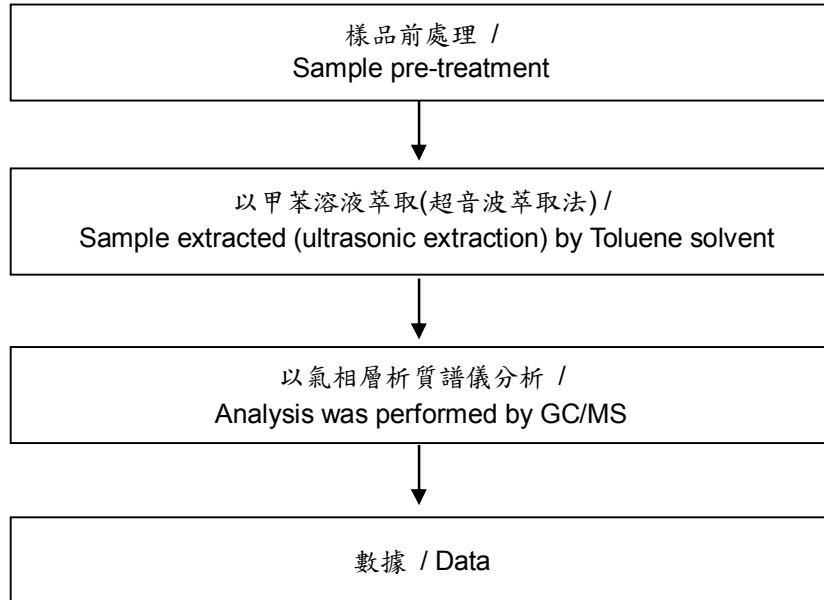 樣品前處理 /
Sample pre-treatment
以甲苯溶液萃取(超音波萃取法) /
Sample extracted (ultrasonic extraction) by Toluene solvent
以氣相層析質譜儀分析 /
Analysis was performed by GC/MS
數據 / Data